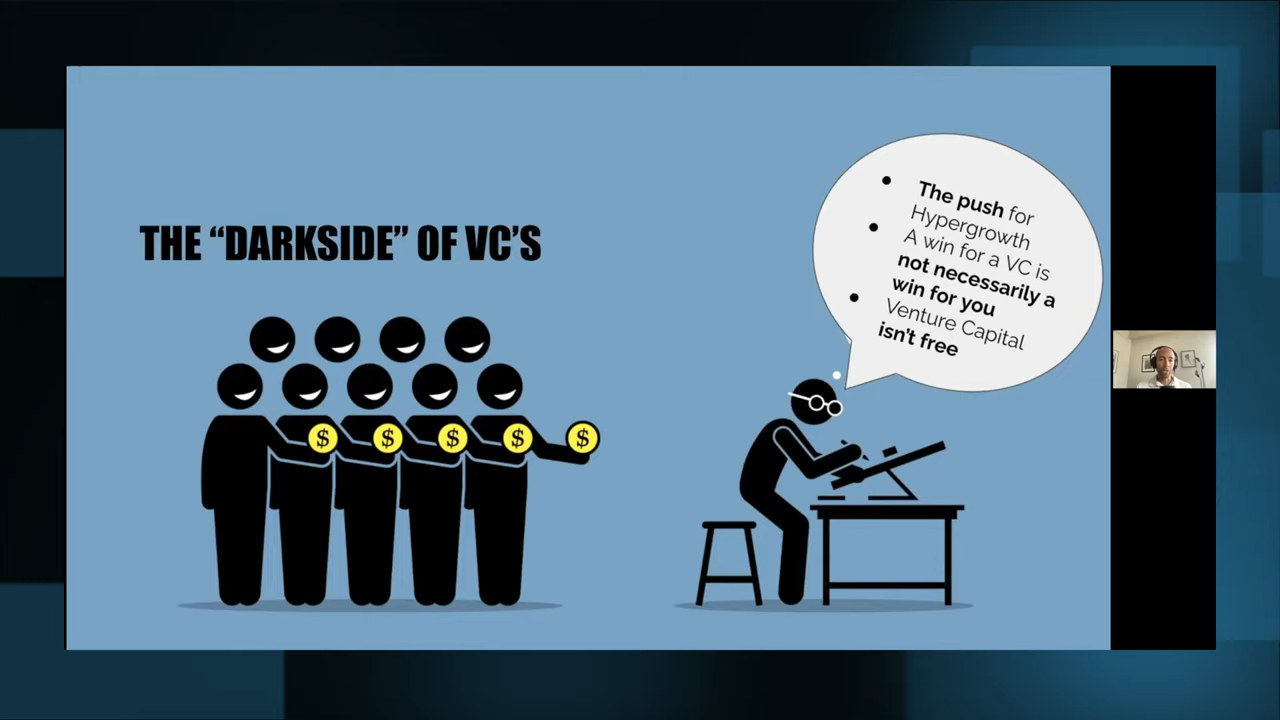 THE “DARKSIDE” OF VC’S
The push for
Hypergrowth
A win for a VC is
not necessarily a
win for you
Venture Capital
isn’t free
$ $ $ $ $